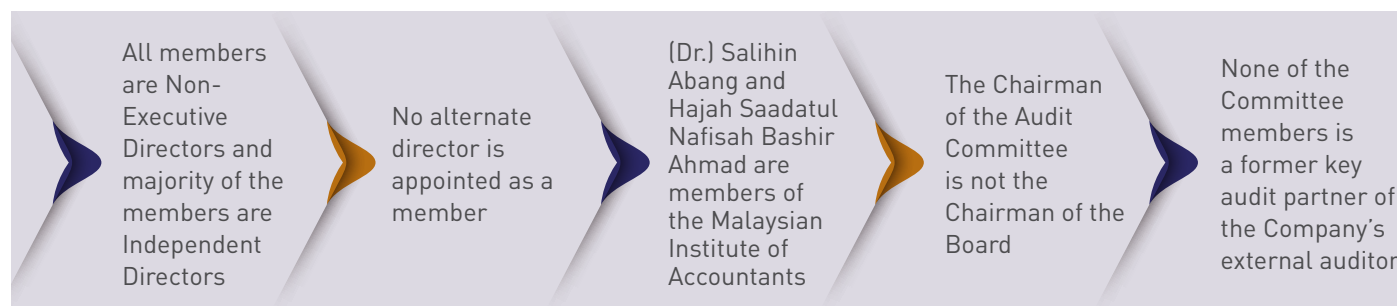 All members
are Non-
Executive
Directors and
majority of the
members are
Independent
Directors
No alternate
director is
appointed as a
member
(Dr.) Salihin
Abang and
Hajah Saadatul
Nafisah Bashir
Ahmad are
members of
the Malaysian
Institute of
Accountants
The Chairman
of the Audit
Committee
is not the
Chairman of the
Board
None of the
Committee
members is
a former key
audit partner of
the Company’s
external auditor